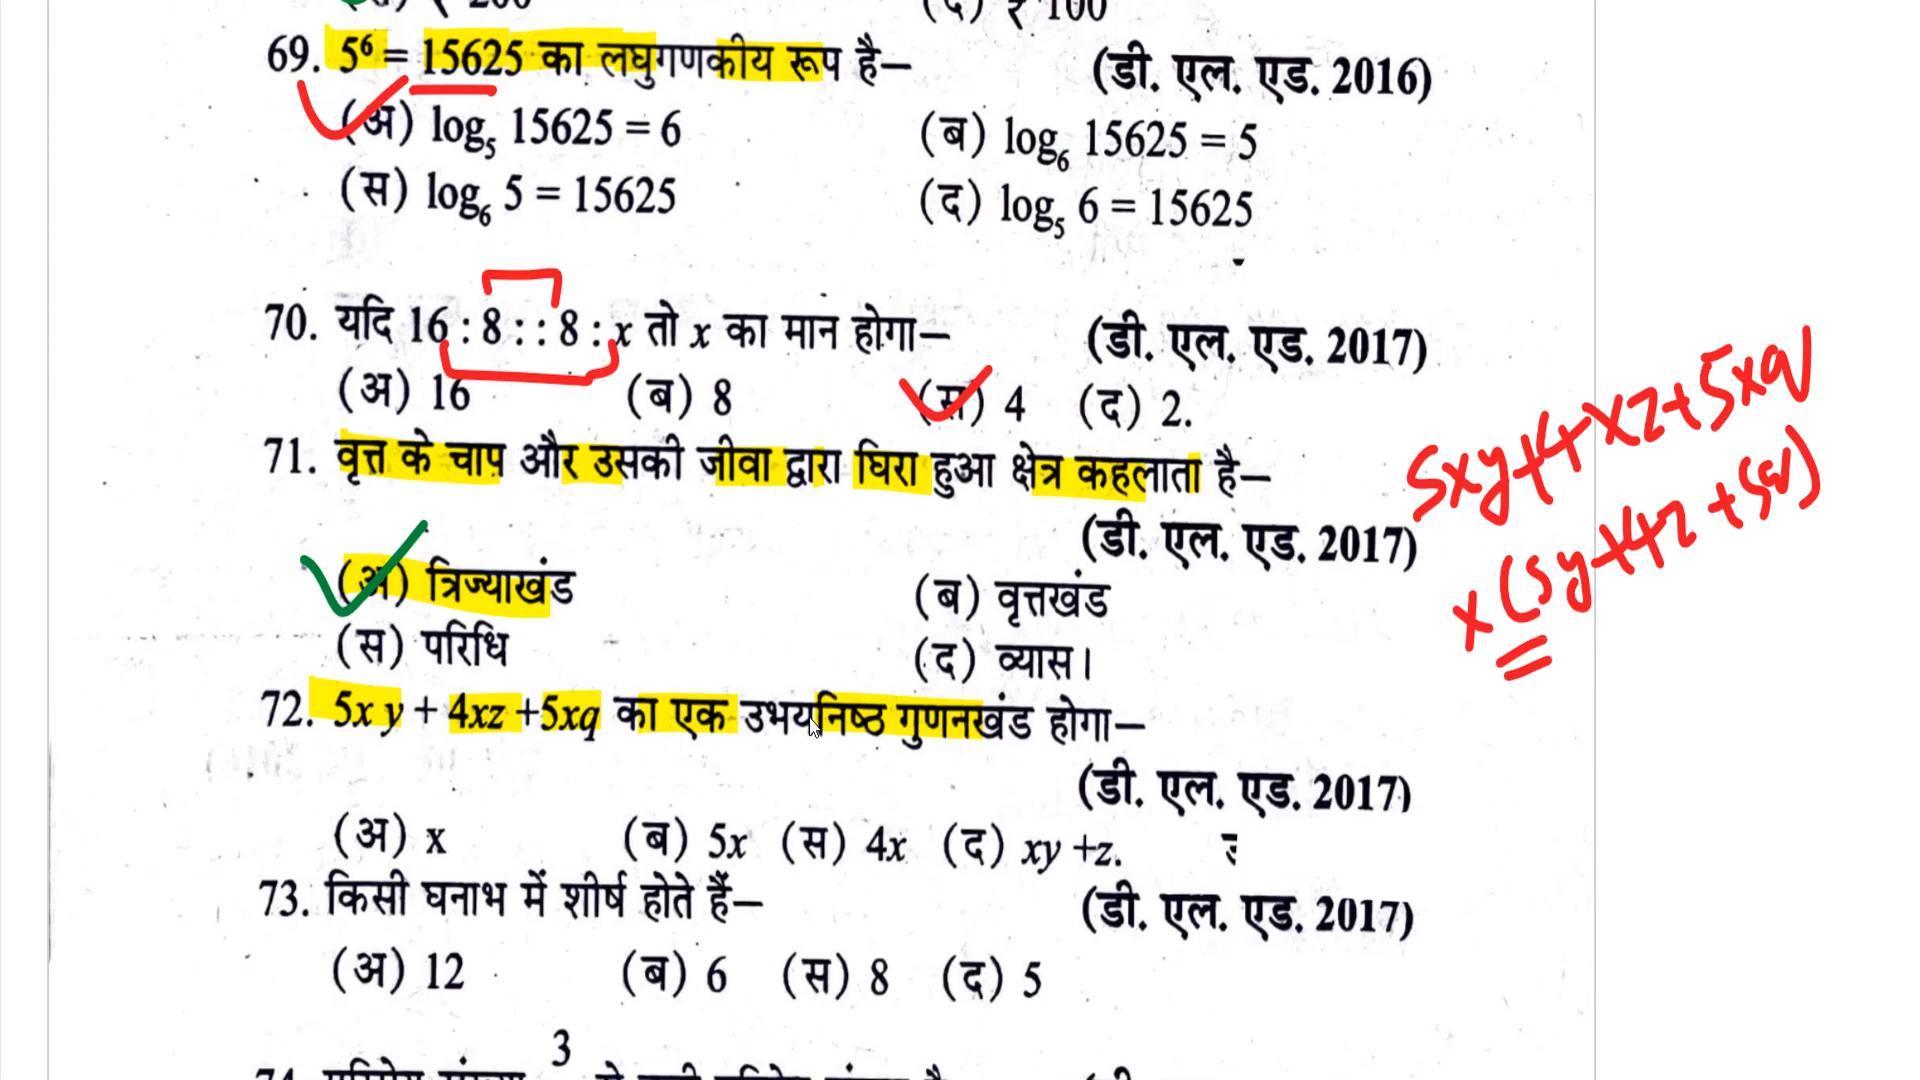 (द) ₹ 100
69. 5⁶ = 15625 का लघुगणकीय रूप है– (डी. एल. एड. 2016)
(अ) log₅ 15625 = 6 (ब) log₆ 15625 = 5
(स) log₆ 5 = 15625 (द) log₅ 6 = 15625
70. यदि 16 : 8 : : 8 : x तो x का मान होगा– (डी. एल. एड. 2017)
(अ) 16 (ब) 8 (स) 4 (द) 2.
71. वृत्त के चाप और उसकी जीवा द्वारा घिरा हुआ क्षेत्र कहलाता है–
(डी. एल. एड. 2017)
(अ) त्रिज्याखंड (ब) वृत्तखंड
(स) परिधि (द) व्यास।
72. 5x y + 4xz +5xq का एक उभयनिष्ठ गुणनखंड होगा–
(डी. एल. एड. 2017)
(अ) x (ब) 5x (स) 4x (द) xy +z.
73. किसी घनाभ में शीर्ष होते हैं– (डी. एल. एड. 2017)
(अ) 12 (ब) 6 (स) 8 (द) 5
3
5xy+4xz+5xq
x(5y+4z+5q)